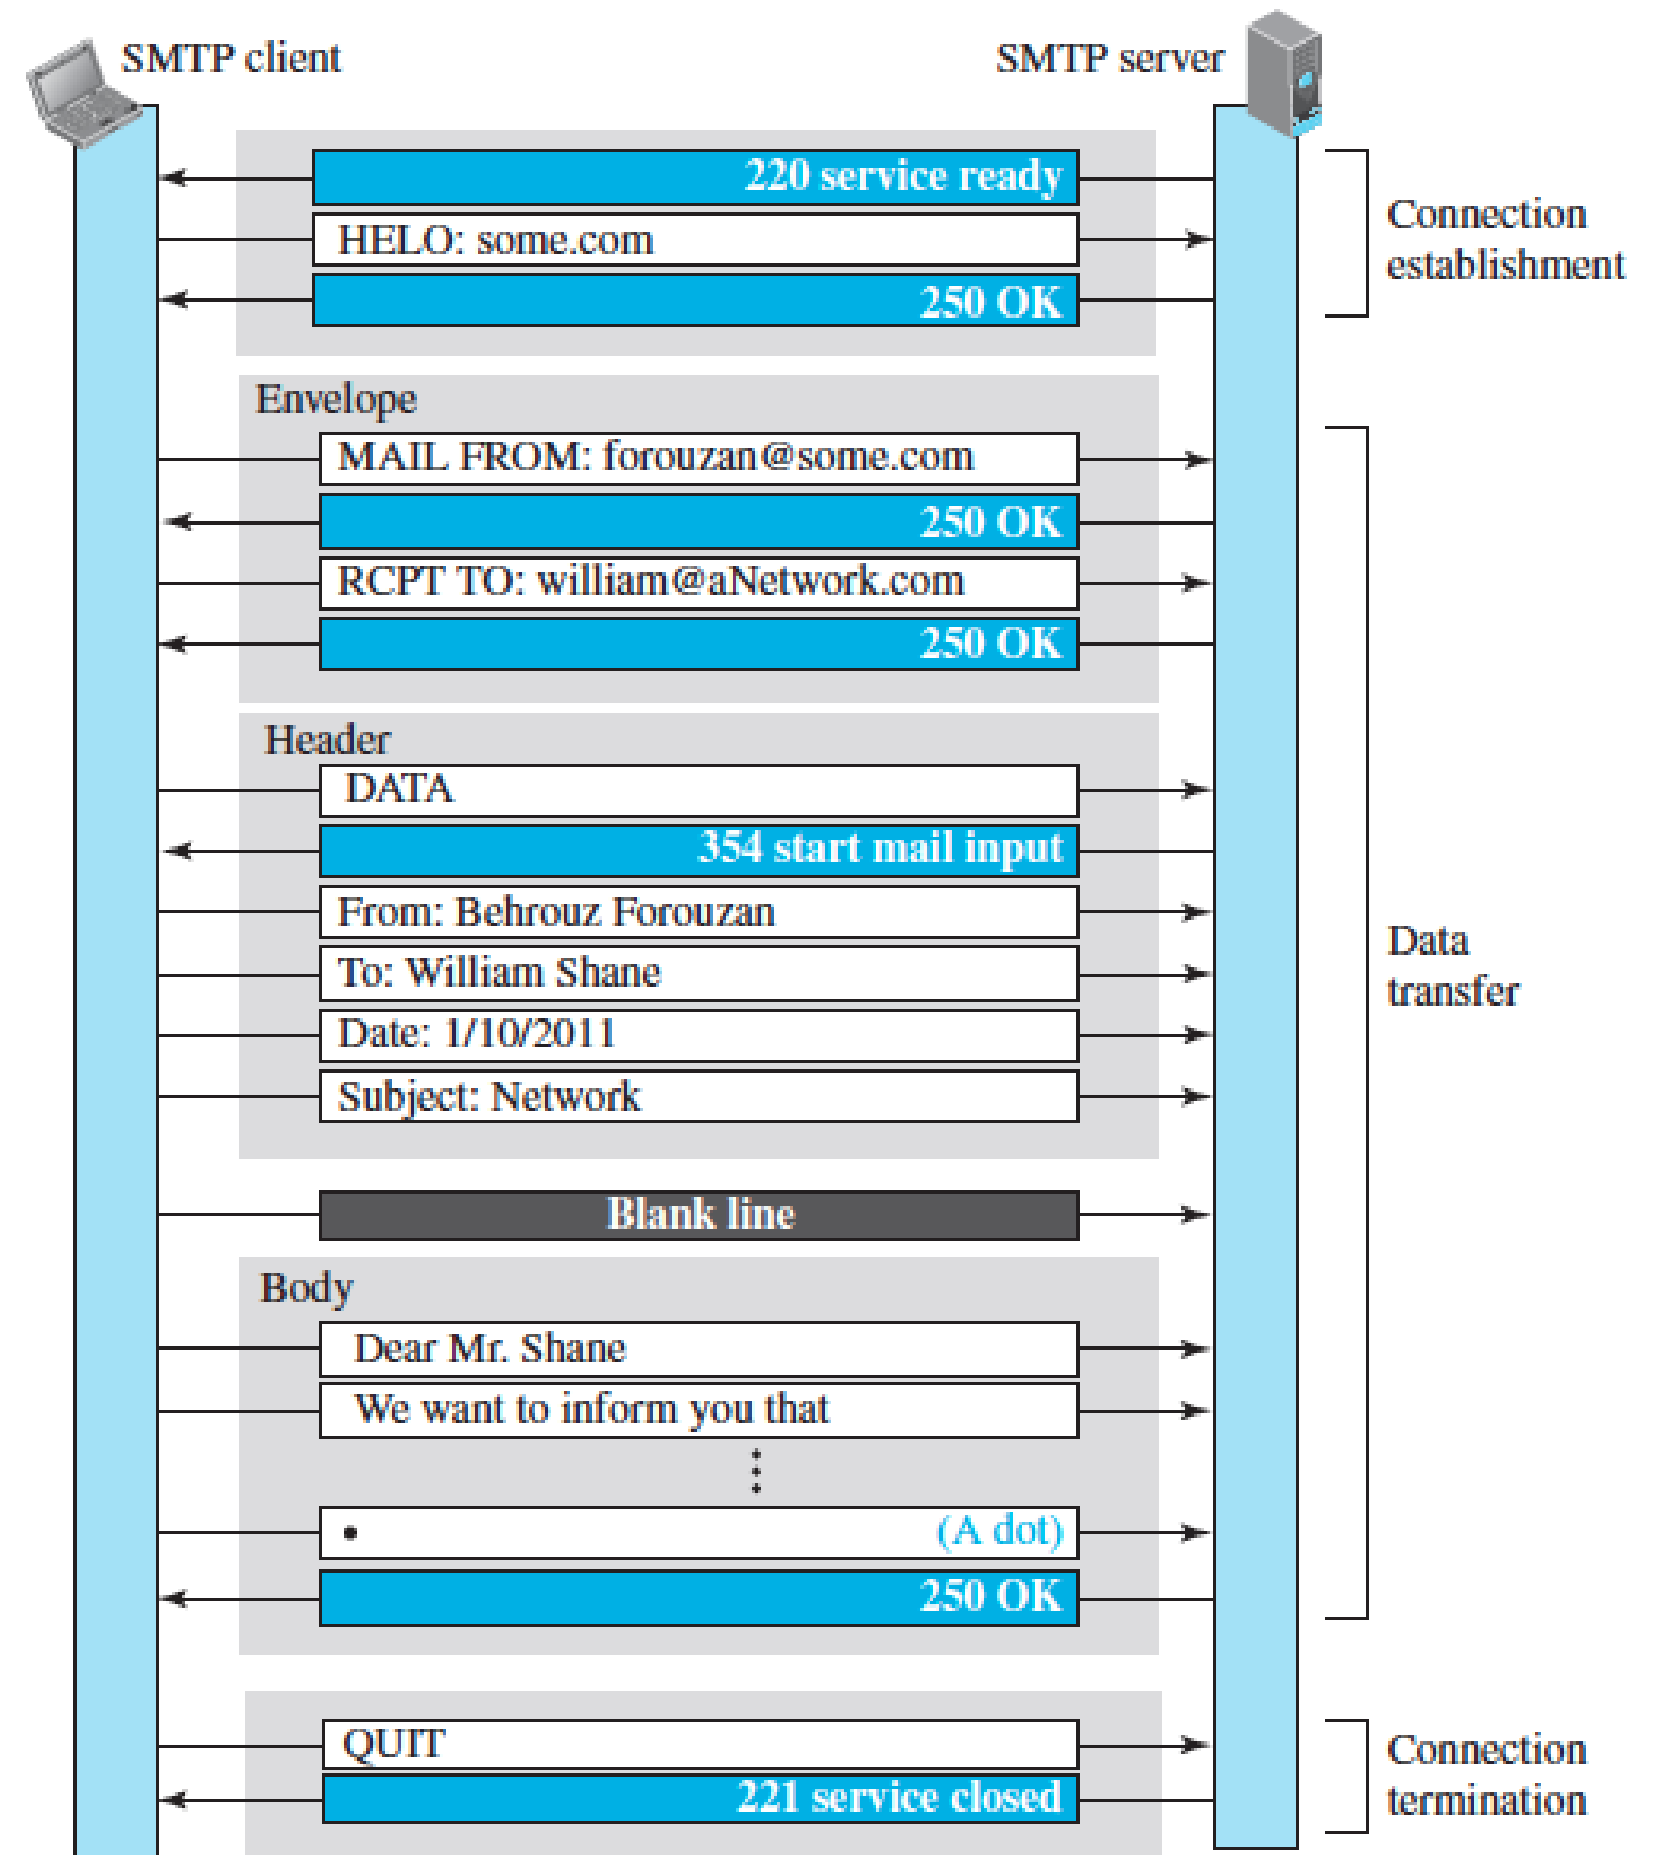 SMTP client
SMTP server
220 service ready
HELO: some.com
250 OK
Connection
establishment
Envelope
MAIL FROM: forouzan@some.com
250 OK
RCPT TO: william@aNetwork.com
250 OK
Header
DATA
354 start mail input
From: Behrouz Forouzan
To: William Shane
Date: 1/10/2011
Subject: Network
Data
transfer
Blank line
Body
Dear Mr. Shane
We want to inform you that
(A dot)
250 OK
QUIT
221 service closed
Connection
termination